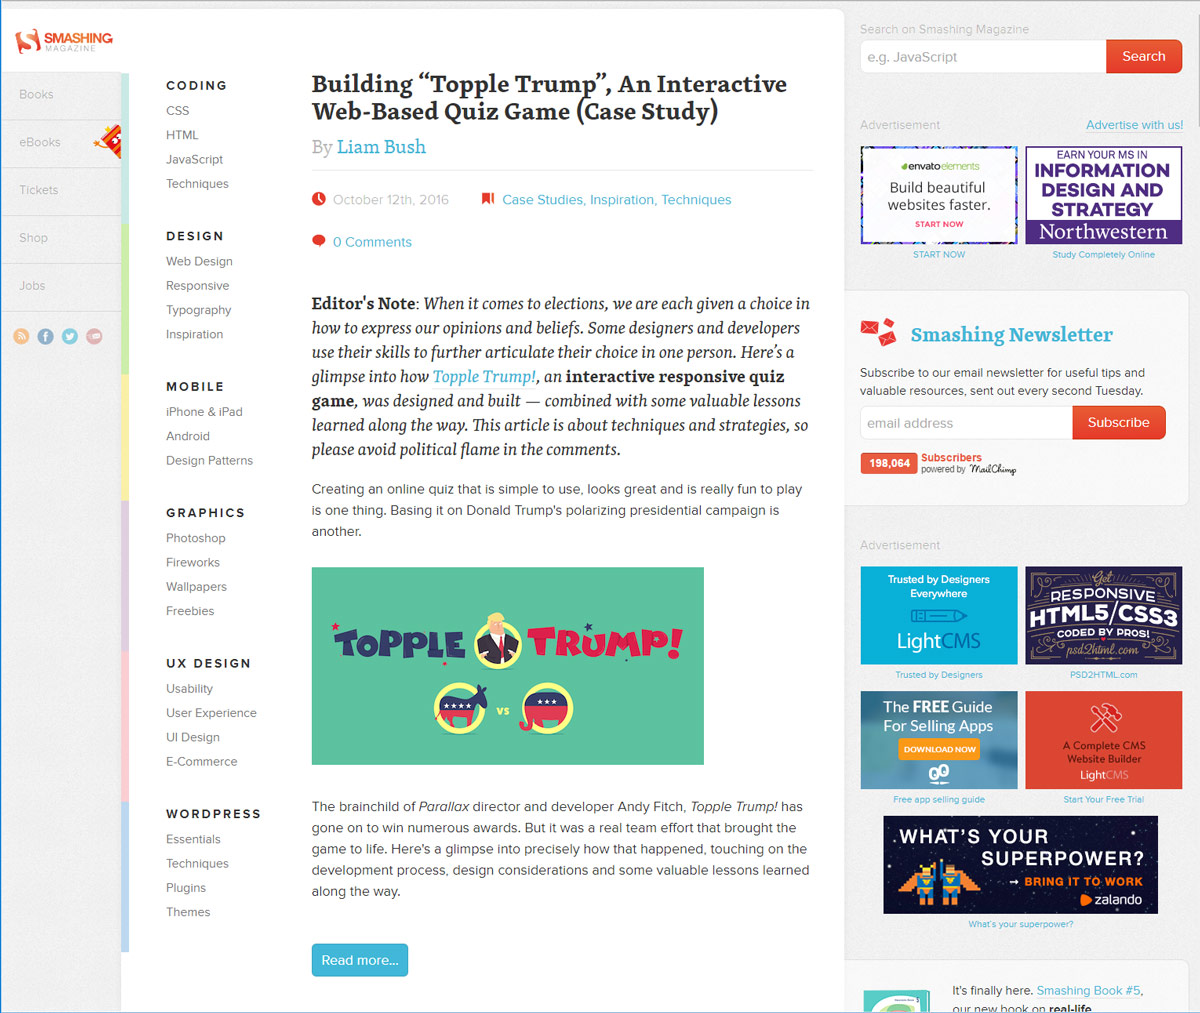 SMASHING
MAGAZINE
Books
eBooks
Tickets
Shop
Jobs
CODING
CSS
HTML
JavaScript
Techniques
DESIGN
Web Design
Responsive
Typography
Inspiration
MOBILE
iPhone & iPad
Android
Design Patterns
GRAPHICS
Photoshop
Fireworks
Wallpapers
Freebies
UX DESIGN
Usability
User Experience
UI Design
E-Commerce
WORDPRESS
Essentials
Techniques
Plugins
Themes
Building “Topple Trump”, An Interactive
Web-Based Quiz Game (Case Study)
By Liam Bush
October 12th, 2016
Case Studies, Inspiration, Techniques
0 Comments
Editor's Note: When it comes to elections, we are each given a choice in
how to express our opinions and beliefs. Some designers and developers
use their skills to further articulate their choice in one person. Here’s a
glimpse into how Topple Trump!, an interactive responsive quiz
game, was designed and built — combined with some valuable lessons
learned along the way. This article is about techniques and strategies, so
please avoid political flame in the comments.
Creating an online quiz that is simple to use, looks great and is really fun to play
is one thing. Basing it on Donald Trump's polarizing presidential campaign is
another.
TOPPLE TRUMP!
VS
The brainchild of Parallax director and developer Andy Fitch, Topple Trump! has
gone on to win numerous awards. But it was a real team effort that brought the
game to life. Here's a glimpse into precisely how that happened, touching on the
development process, design considerations and some valuable lessons learned
along the way.
Read more...
Search on Smashing Magazine
e.g. JavaScript
Search
Advertisement
Advertise with us!
envato elements
Build beautiful
websites faster.
START NOW
START NOW
EARN YOUR MS IN
INFORMATION
DESIGN AND
STRATEGY
Northwestern
Study Completely Online
Smashing Newsletter
Subscribe to our email newsletter for useful tips and
valuable resources, sent out every second Tuesday.
email address
Subscribe
198,064
Subscribers
powered by MailChimp
Advertisement
Trusted by Designers
Everywhere
LightCMS
Trusted by Designers
Get
RESPONSIVE
HTML5/CSS3
CODED BY PROS!
psd2html.com
PSD2HTML.com
The FREE Guide
For Selling Apps
DOWNLOAD NOW
Free app selling guide
A Complete CMS
Website Builder
LightCMS
Start Your Free Trial
WHAT'S YOUR
SUPERPOWER?
→ BRING IT TO WORK
zalando
What's your superpower?
It's finally here. Smashing Book #5,
our new book on real-life